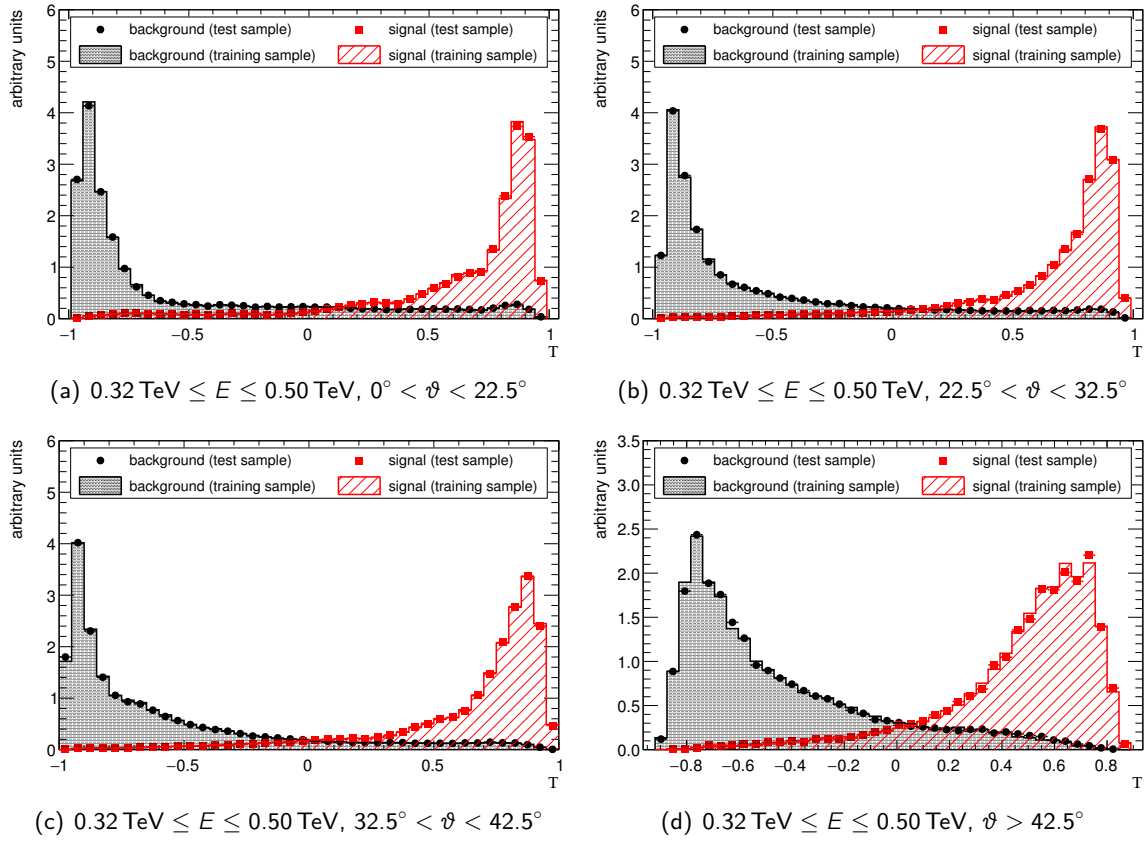 arbitrary units
6
5
4
3
2
1
0
background (test sample) signal (test sample)
background (training sample) signal (training sample)
−1 −0.5 0 0.5 1
T
(a) 0.32 TeV ≤ E ≤ 0.50 TeV, 0° < ϑ < 22.5°
arbitrary units
6
5
4
3
2
1
0
background (test sample) signal (test sample)
background (training sample) signal (training sample)
−1 −0.5 0 0.5 1
T
(b) 0.32 TeV ≤ E ≤ 0.50 TeV, 22.5° < ϑ < 32.5°
arbitrary units
6
5
4
3
2
1
0
background (test sample) signal (test sample)
background (training sample) signal (training sample)
−1 −0.5 0 0.5 1
T
(c) 0.32 TeV ≤ E ≤ 0.50 TeV, 32.5° < ϑ < 42.5°
arbitrary units
3.5
3.0
2.5
2.0
1.5
1.0
0.5
0.0
background (test sample) signal (test sample)
background (training sample) signal (training sample)
−0.8 −0.6 −0.4 −0.2 0 0.2 0.4 0.6 0.8
T
(d) 0.32 TeV ≤ E ≤ 0.50 TeV, ϑ > 42.5°